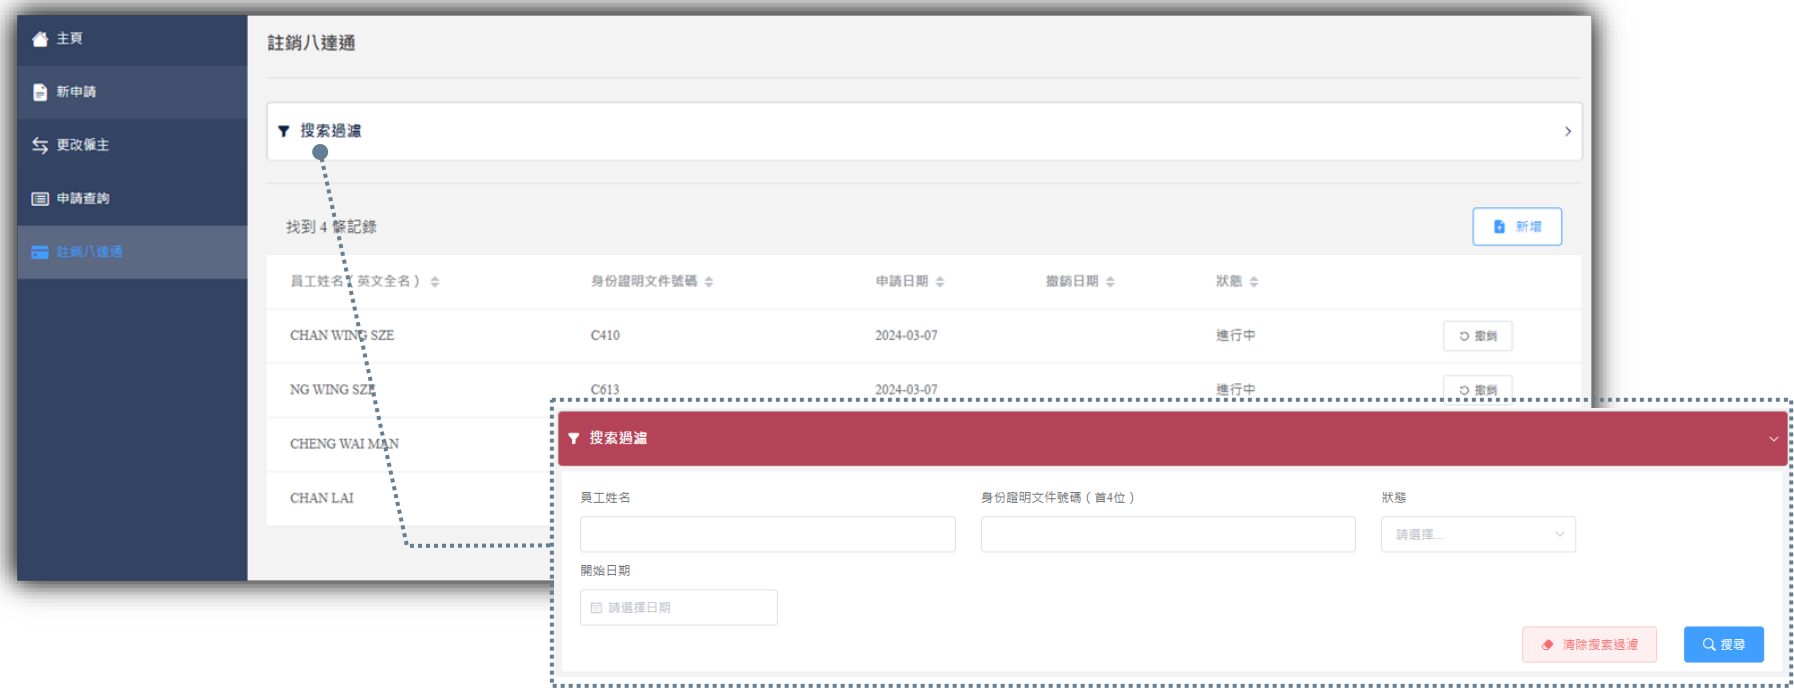 主頁
新申請
更改僱主
申請查詢
註銷八達通
註銷八達通
搜索過濾
找到 4 條記錄
新增
員工姓名 ( 英文全名 ) 身份證明文件號碼 申請日期 撤銷日期 狀態
CHAN WING SZE C410 2024-03-07 進行中 撤銷
NG WING SZE C613 2024-03-07 進行中 撤銷
CHENG WAI MAN
CHAN LAI
搜索過濾
員工姓名 身份證明文件號碼 ( 首4位 ) 狀態
請選擇...
開始日期
請選擇日期
清除搜索過濾 搜尋